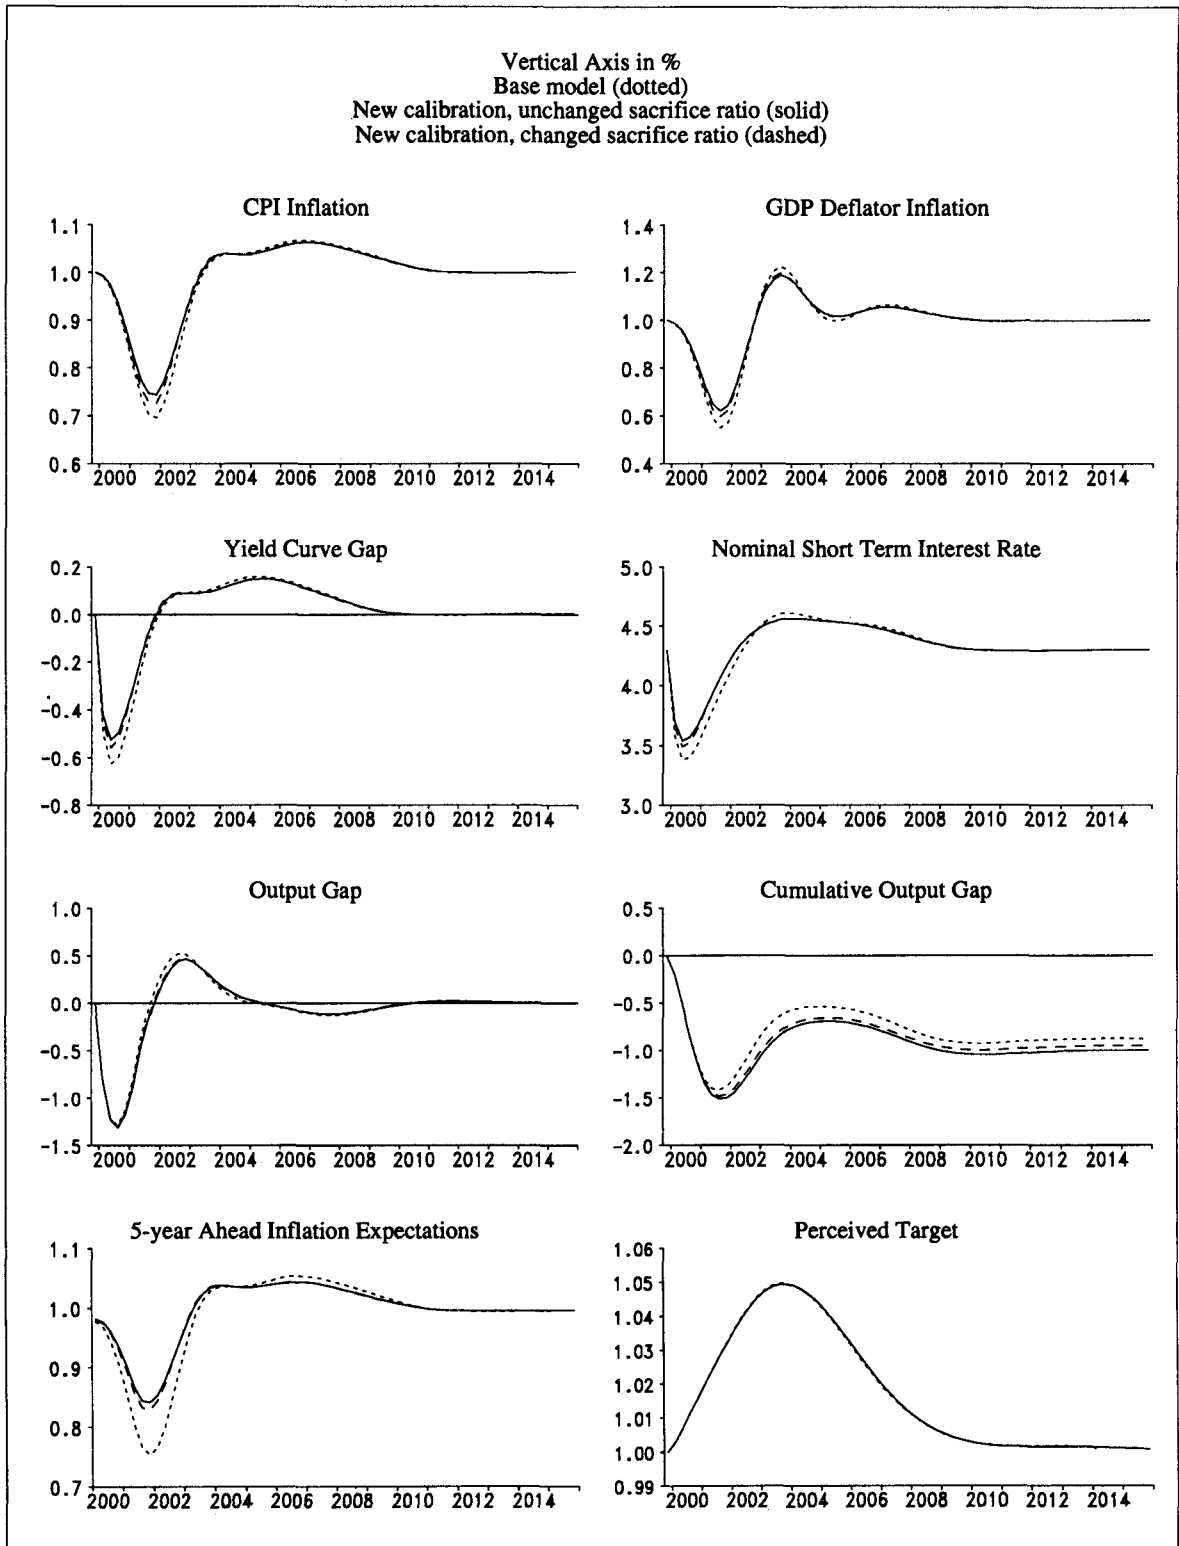 Vertical Axis in %
Base model (dotted)
New calibration, unchanged sacrifice ratio (solid)
New calibration, changed sacrifice ratio (dashed)
CPI Inflation
1.1
1.0
0.9
0.8
0.7
0.6
2000 2002 2004 2006 2008 2010 2012 2014
GDP Deflator Inflation
1.4
1.2
1.0
0.8
0.6
0.4
2000 2002 2004 2006 2008 2010 2012 2014
Yield Curve Gap
0.2
0.0
-0.2
-0.4
-0.6
-0.8
2000 2002 2004 2006 2008 2010 2012 2014
Nominal Short Term Interest Rate
5.0
4.5
4.0
3.5
3.0
2000 2002 2004 2006 2008 2010 2012 2014
Output Gap
1.0
0.5
0.0
-0.5
-1.0
-1.5
2000 2002 2004 2006 2008 2010 2012 2014
Cumulative Output Gap
0.5
0.0
-0.5
-1.0
-1.5
-2.0
2000 2002 2004 2006 2008 2010 2012 2014
5-year Ahead Inflation Expectations
1.1
1.0
0.9
0.8
0.7
2000 2002 2004 2006 2008 2010 2012 2014
Perceived Target
1.06
1.05
1.04
1.03
1.02
1.01
1.00
0.99
2000 2002 2004 2006 2008 2010 2012 2014